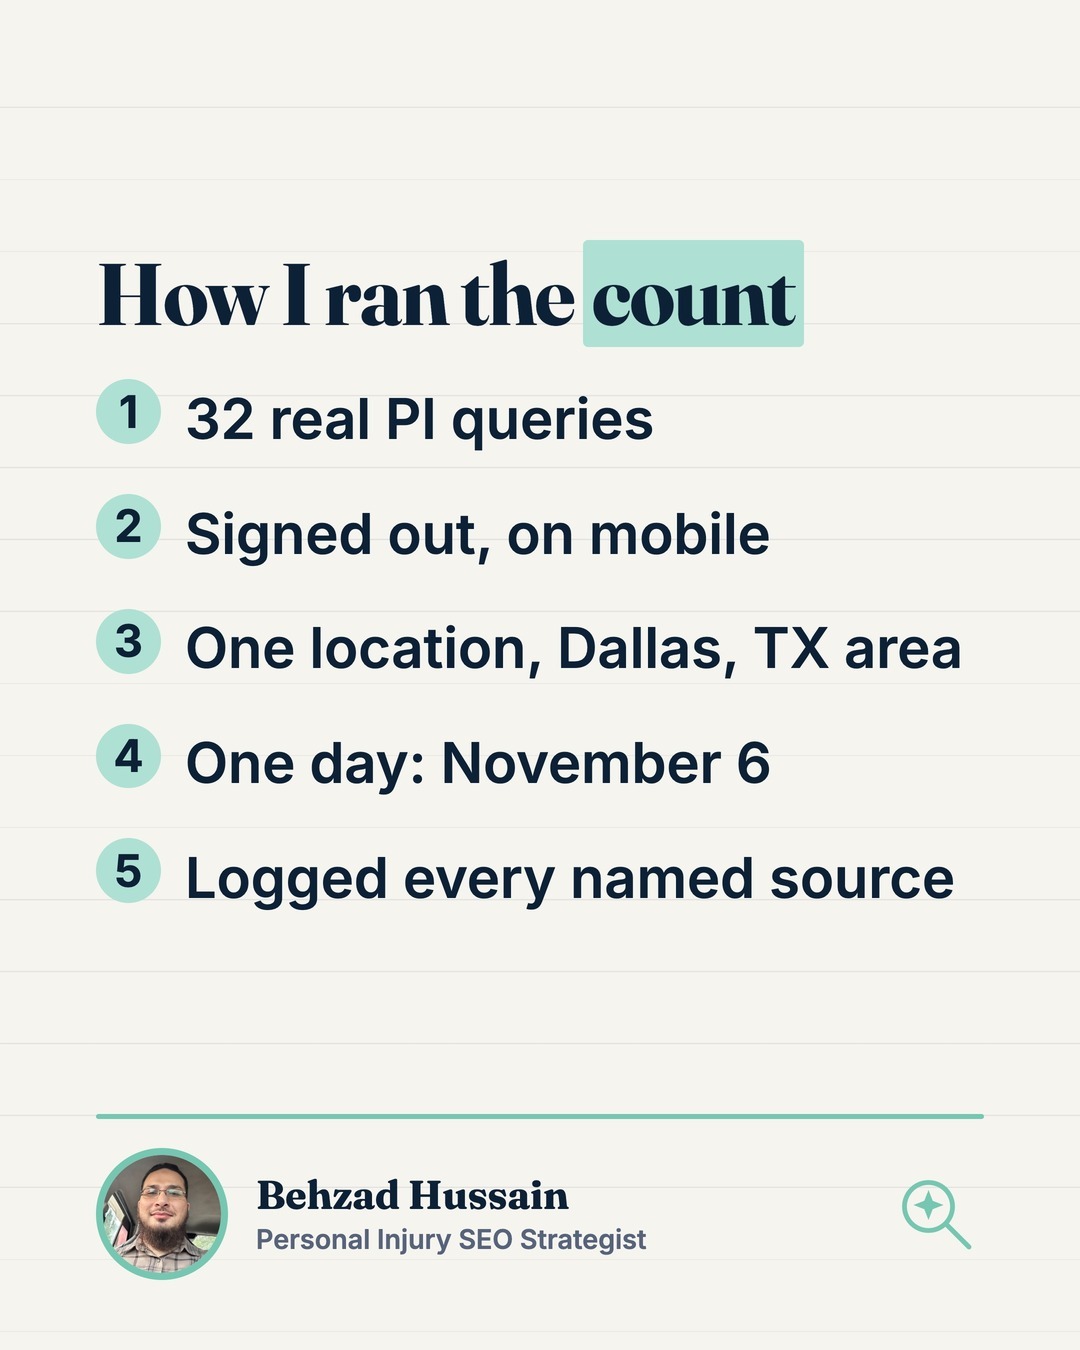 How I ran the count
1 32 real PI queries
2 Signed out, on mobile
3 One location, Dallas, TX area
4 One day: November 6
5 Logged every named source
Behzad Hussain
Personal Injury SEO Strategist